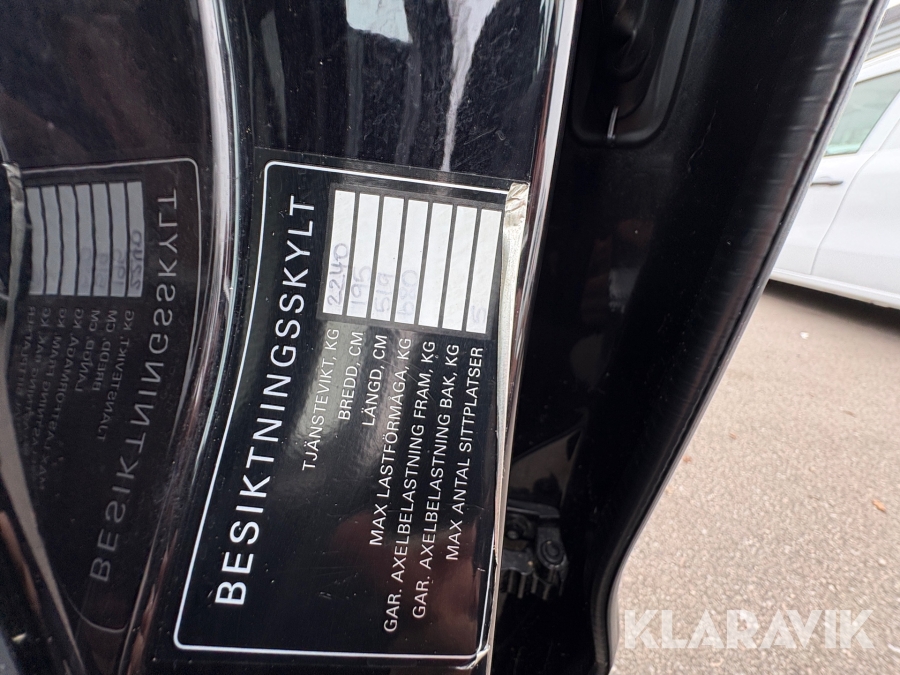 BESIKTNINGSSKYLT
TJÄNSTEVIKT, KG 2240
BREDD, CM 195
LÄNGD, CM 519
MAX LASTFÖRMÅGA, KG
GAR. AXELBELASTNING FRAM, KG
GAR. AXELBELASTNING BAK, KG
MAX ANTAL SITTPLATSER 5
KLARAVIK